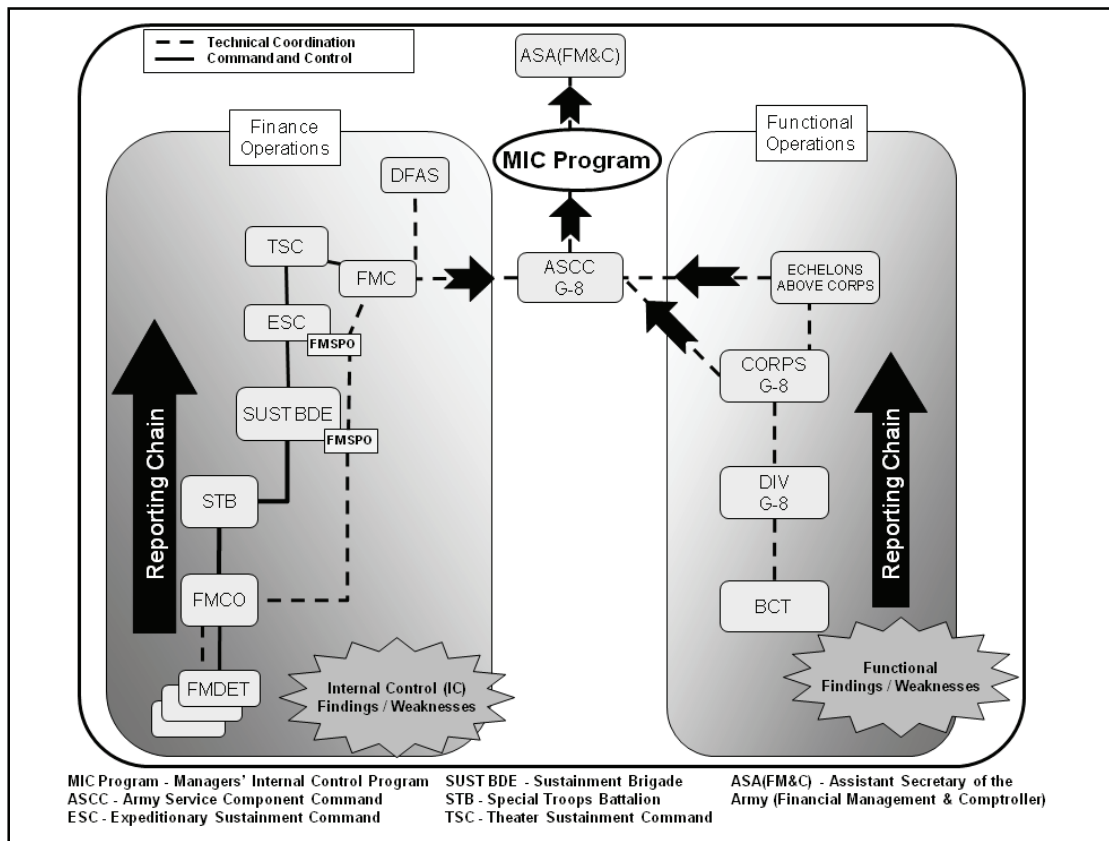 Technical Coordination
Command and Control
ASA(FM&C)
Finance
Operations
Functional
Operations
MIC Program
DFAS
TSC
FMC
ASCC
G-8
ECHELONS
ABOVE CORPS
ESC
FMSPO
CORPS
G-8
SUST BDE
FMSPO
Reporting Chain
Reporting Chain
STB
DIV
G-8
FMCO
BCT
FMDET
Internal Control (IC)
Findings / Weaknesses
Functional
Findings / Weaknesses
MIC Program - Managers' Internal Control Program
ASCC - Army Service Component Command
ESC - Expeditionary Sustainment Command
SUST BDE - Sustainment Brigade
STB - Special Troops Battalion
TSC - Theater Sustainment Command
ASA(FM&C) - Assistant Secretary of the
Army (Financial Management & Comptroller)